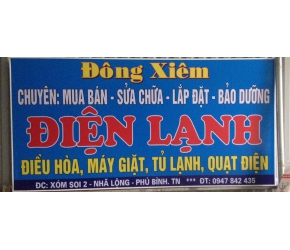 Đông Xiêm
CHUYÊN: MUA BÁN - SỬA CHỮA - LẮP ĐẶT - BẢO DƯỠNG
ĐIỆN LẠNH
ĐIỀU HÒA, MÁY GIẶT, TỦ LẠNH, QUẠT ĐIỆN
ĐC: XÓM SOI 2 - NHÃ LỘNG - PHÚ BÌNH. TN *** ĐT: 0947 842 435